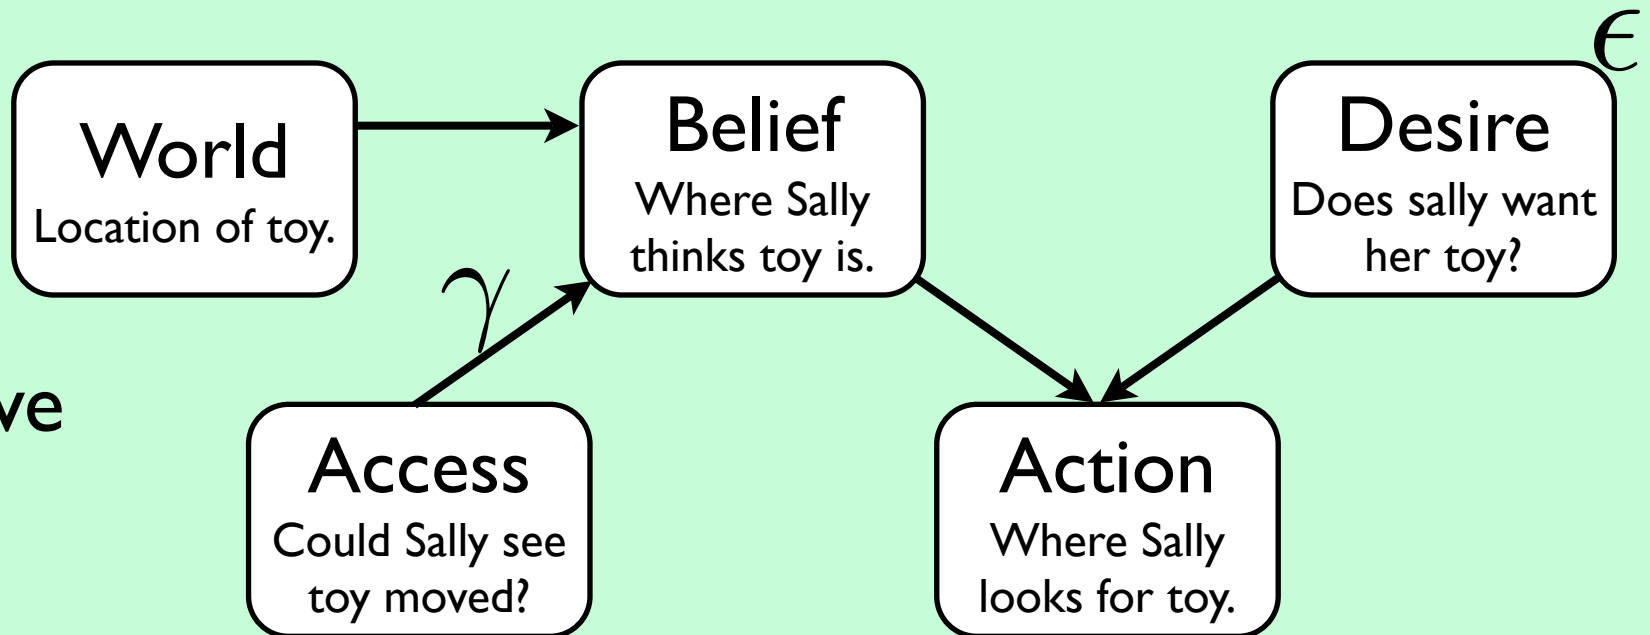 ϵ
World
Location of toy.
Belief
Where Sally
thinks toy is.
Desire
Does sally want
her toy?
γ
ve
Access
Could Sally see
toy moved?
Action
Where Sally
looks for toy.